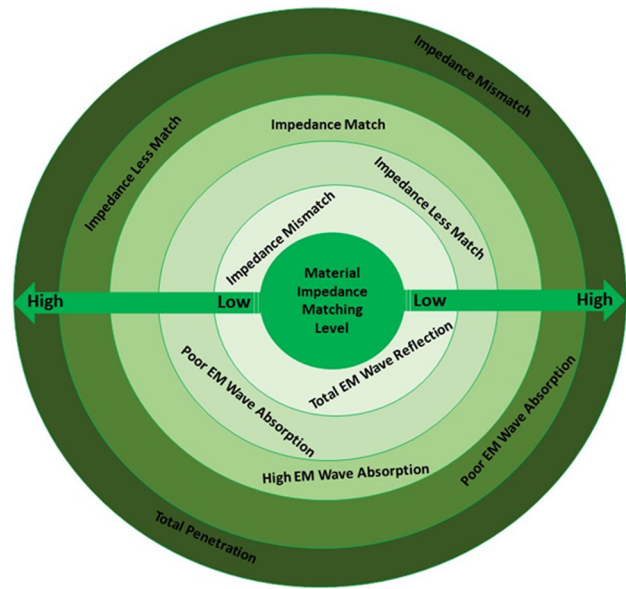 Impedance Mismatch
Impedance Less Match
Impedance Match
Impedance Less Match
Impedance Mismatch
Material
Impedance
Matching
Level
High
Low
Low
High
Total EM Wave Reflection
Poor EM Wave Absorption
Poor EM Wave Absorption
High EM Wave Absorption
Total Penetration